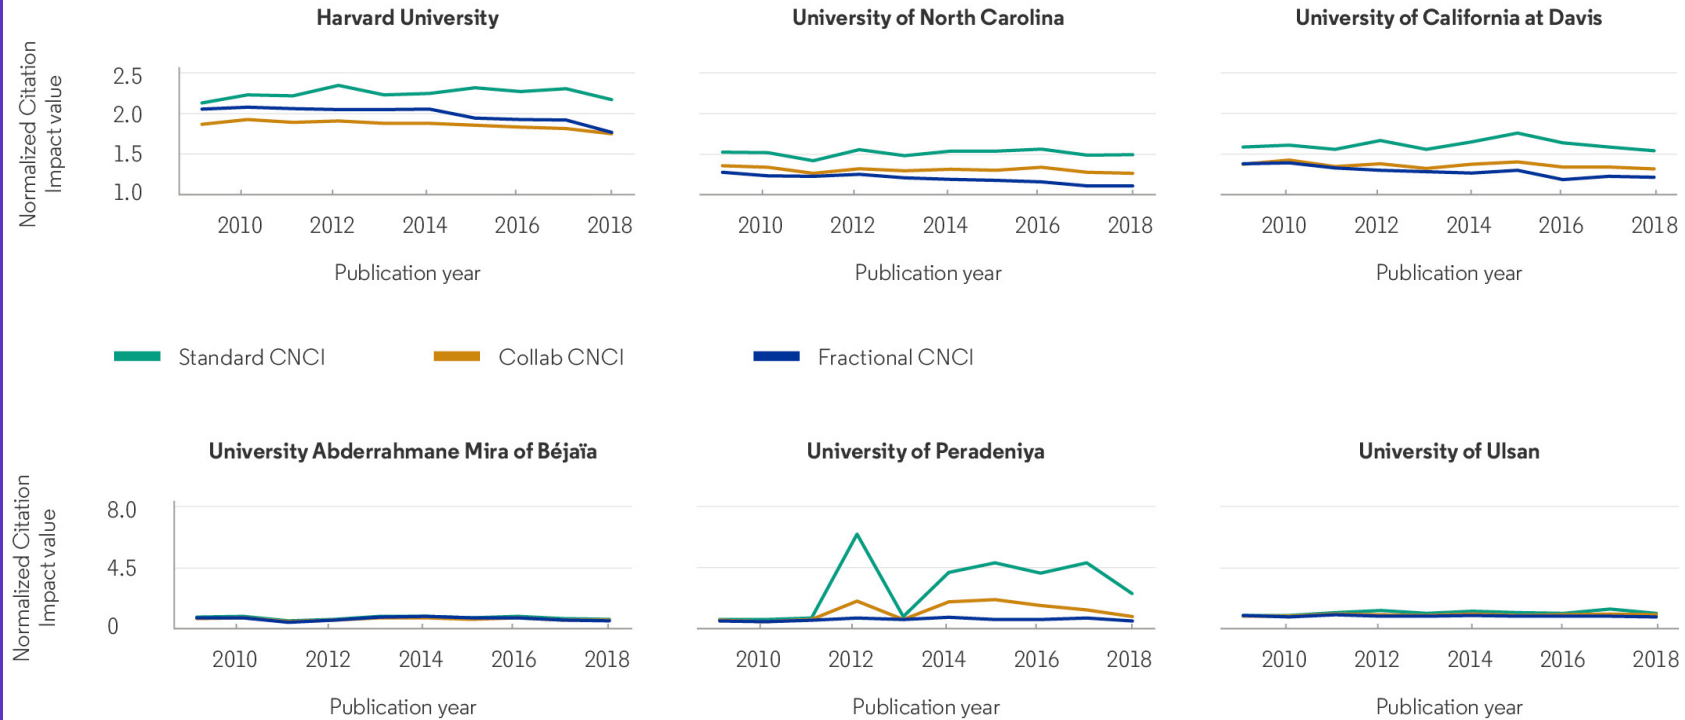 Harvard University
University of North Carolina
University of California at Davis
Normalized Citation
Impact value
2.5
2.0
1.5
1.0
2010 2012 2014 2016 2018
2010 2012 2014 2016 2018
2010 2012 2014 2016 2018
Publication year
Publication year
Publication year
Standard CNCI
Collab CNCI
Fractional CNCI
University Abderrahmane Mira of Béjaïa
University of Peradeniya
University of Ulsan
Normalized Citation
Impact value
8.0
4.5
0
2010 2012 2014 2016 2018
2010 2012 2014 2016 2018
2010 2012 2014 2016 2018
Publication year
Publication year
Publication year